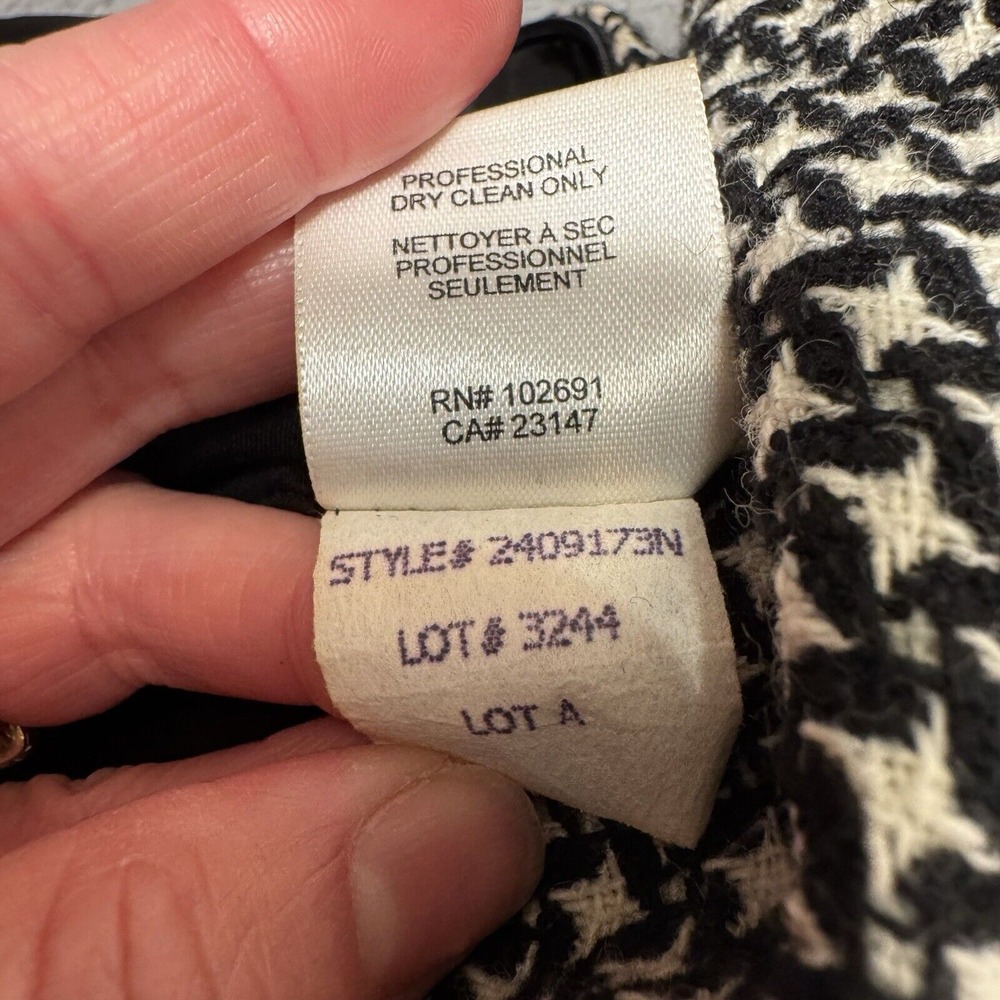 PROFESSIONAL
DRY CLEAN ONLY
NETTOYER À SEC
PROFESSIONNEL
SEULEMENT
RN# 102691
CA# 23147
STYLE# 2409173N
LOT# 3244
LOT A